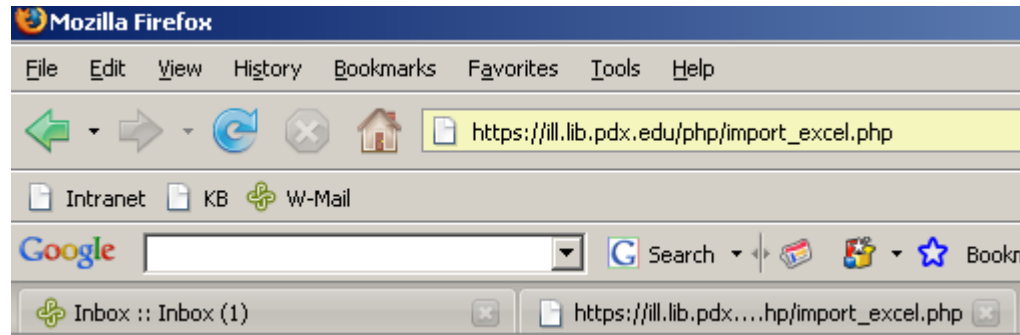 Mozilla Firefox
File Edit View History Bookmarks Favorites Tools Help
https://ill.lib.pdx.edu/php/import_excel.php
Intranet KB W-Mail
Google G Search
Inbox :: Inbox (1) https://ill.lib.pdx....hp/import_excel.php